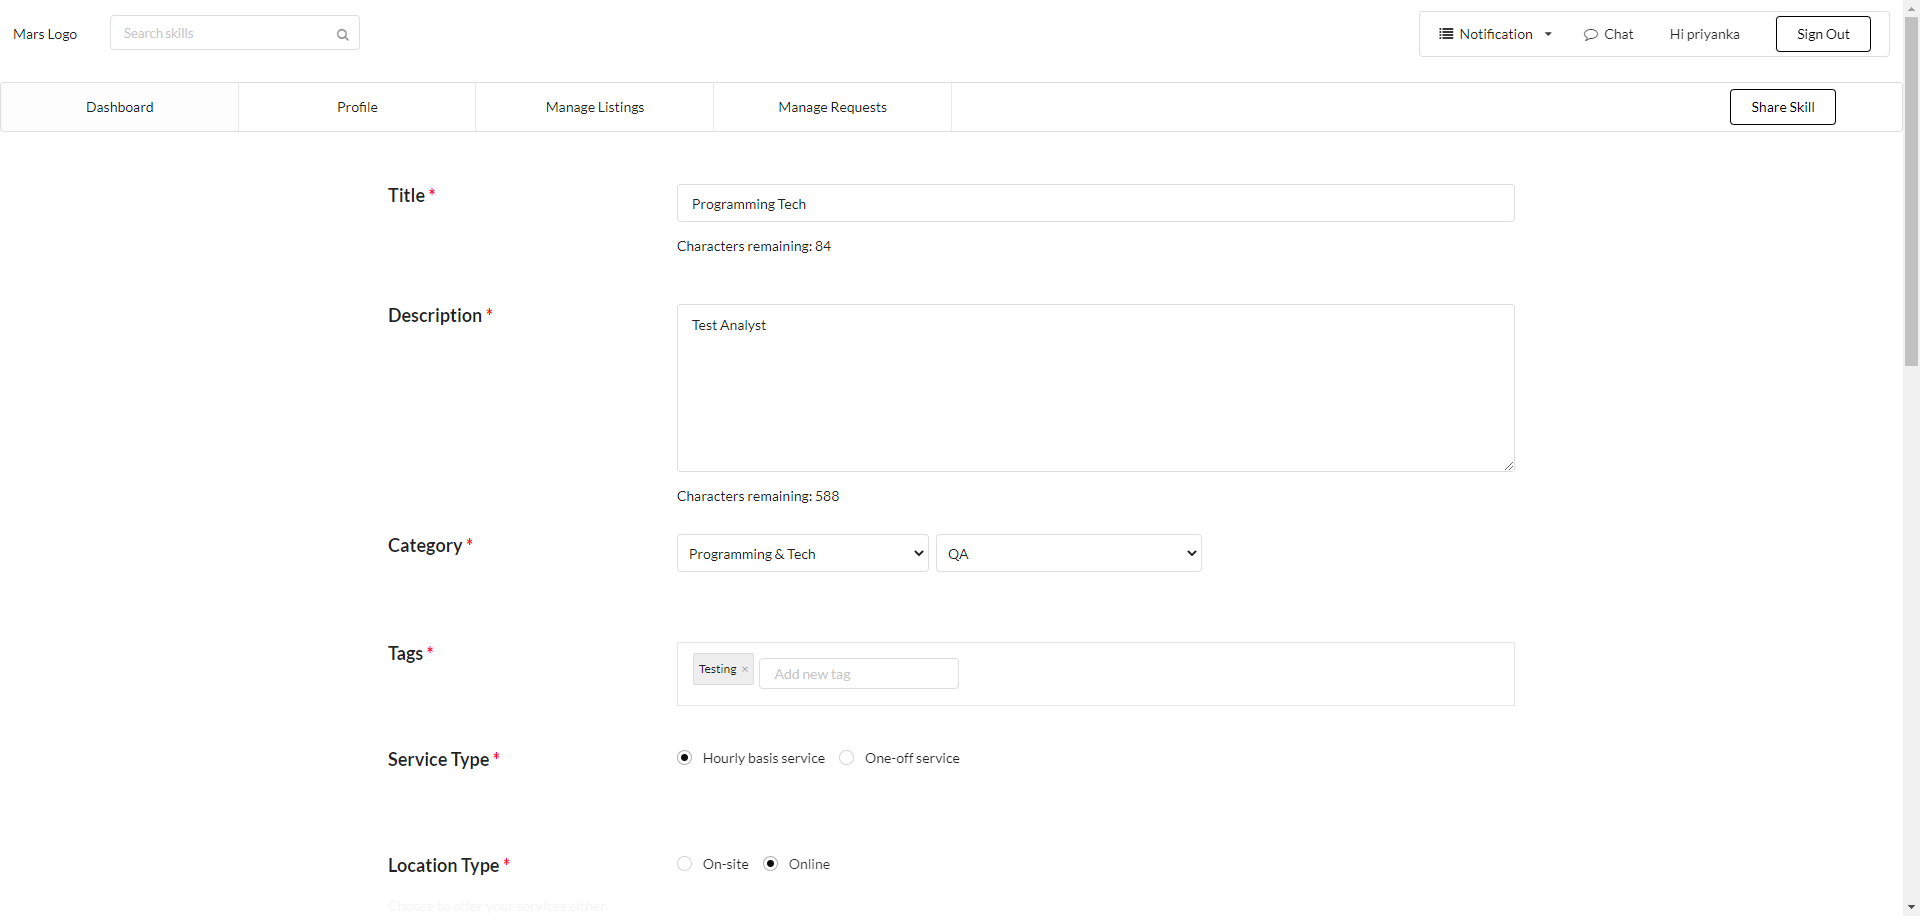 Mars Logo
Search skills
Notification
Chat
Hi priyanka
Sign Out
Dashboard
Profile
Manage Listings
Manage Requests
Share Skill
Title *
Programming Tech
Characters remaining: 84
Description *
Test Analyst
Characters remaining: 588
Category *
Programming & Tech
QA
Tags *
Testing ×
Add new tag
Service Type *
Hourly basis service
One-off service
Location Type *
On-site
Online
Choose to offer your services either